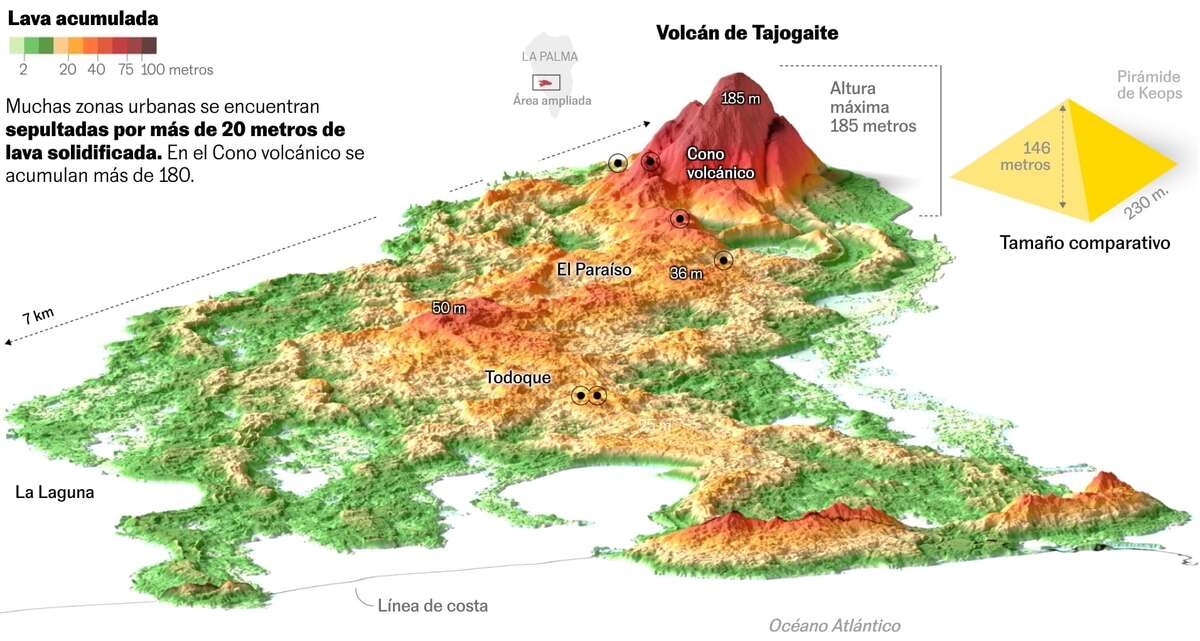 Lava acumulada
2 20 40 75 100 metros
Muchas zonas urbanas se encuentran
sepultadas por más de 20 metros de
lava solidificada. En el Cono volcánico se
acumulan más de 180.
LA PALMA
Área ampliada
Volcán de Tajogaite
185 m
Altura
máxima
185 metros
Cono
volcánico
Pirámide
de Keops
146
metros
230 m.
Tamaño comparativo
El Paraíso
36 m
7 km
50 m
Todoque
La Laguna
Línea de costa
Océano Atlántico